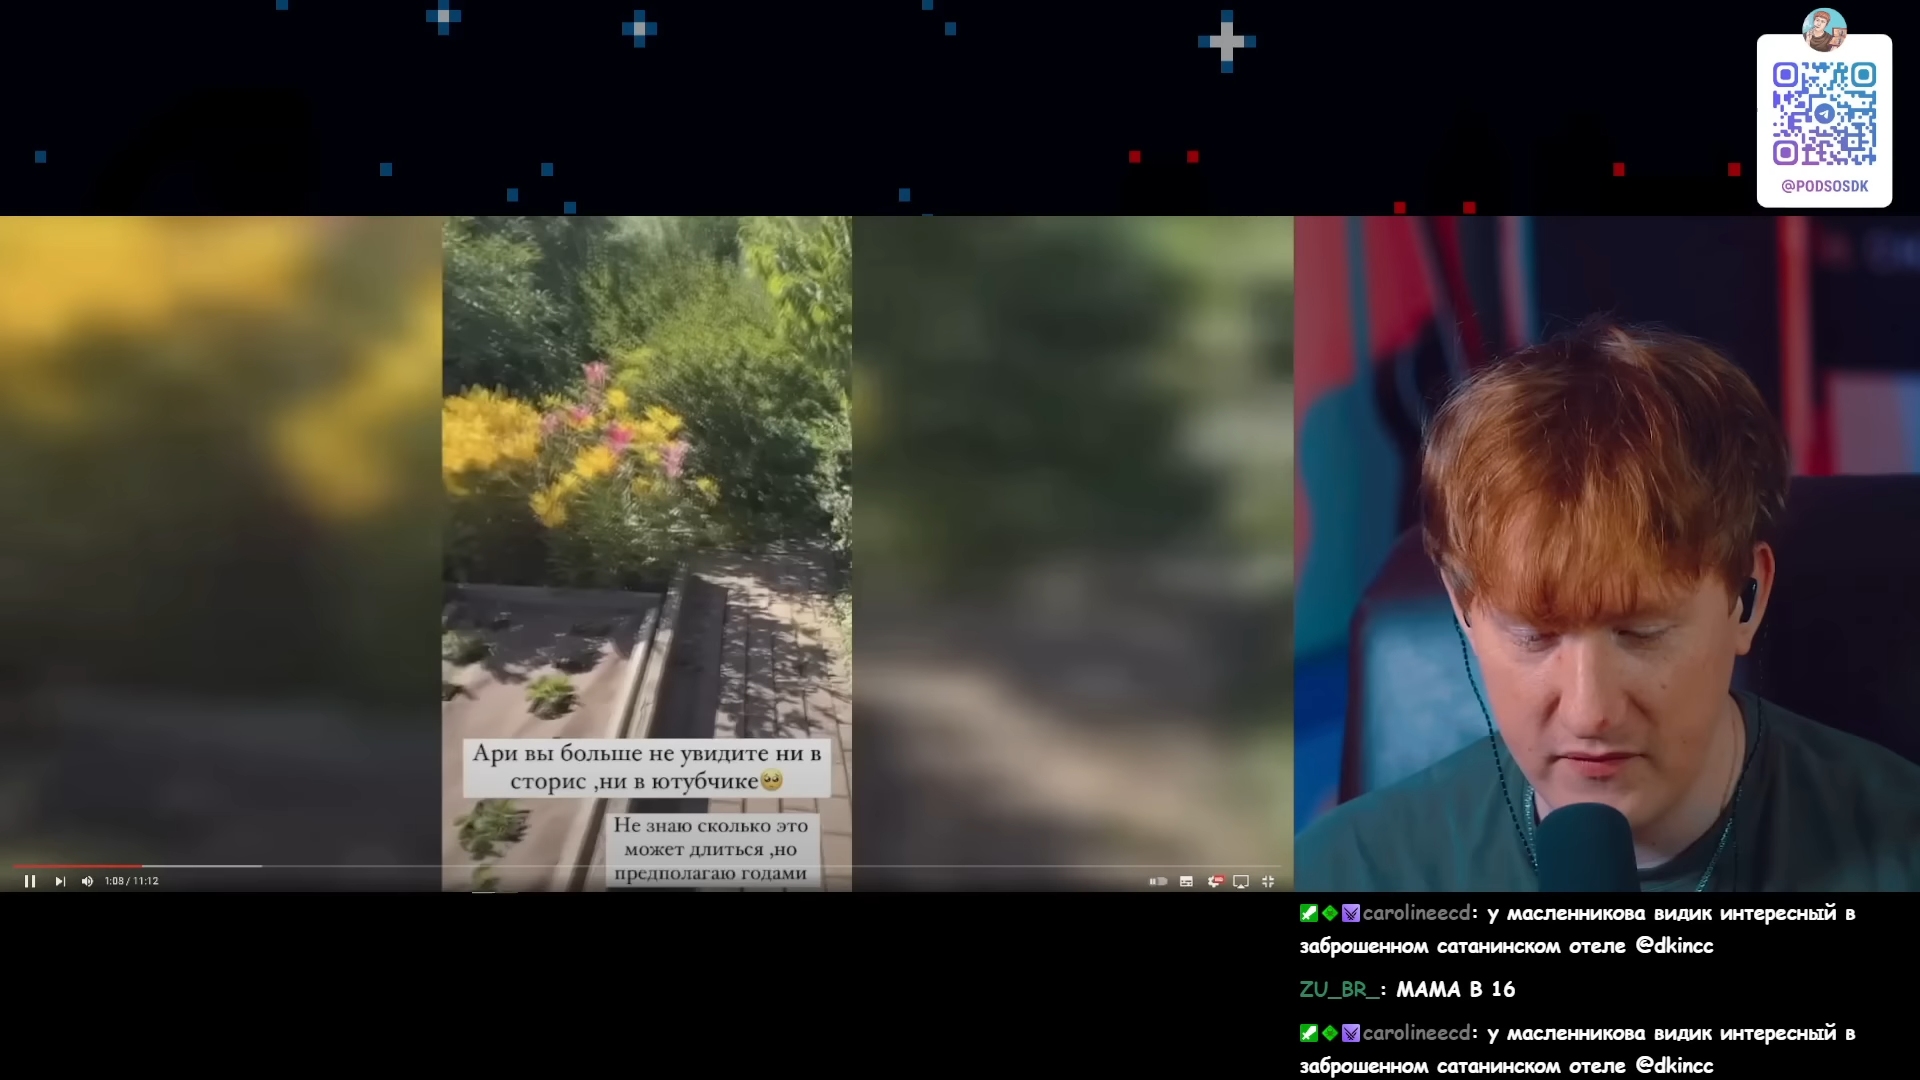 @PODSOSDK
Ари вы больше не увидите ни в
сторис ,ни в ютубчике🥺
Не знаю сколько это
может длиться ,но
предполагаю годами
1:08 / 11:12
carolineecd: у масленникова видик интересный в
заброшенном сатанинском отеле @dkincc
ZU_BR_: МАМА В 16
carolineecd: у масленникова видик интересный в
заброшенном сатанинском отеле @dkincc